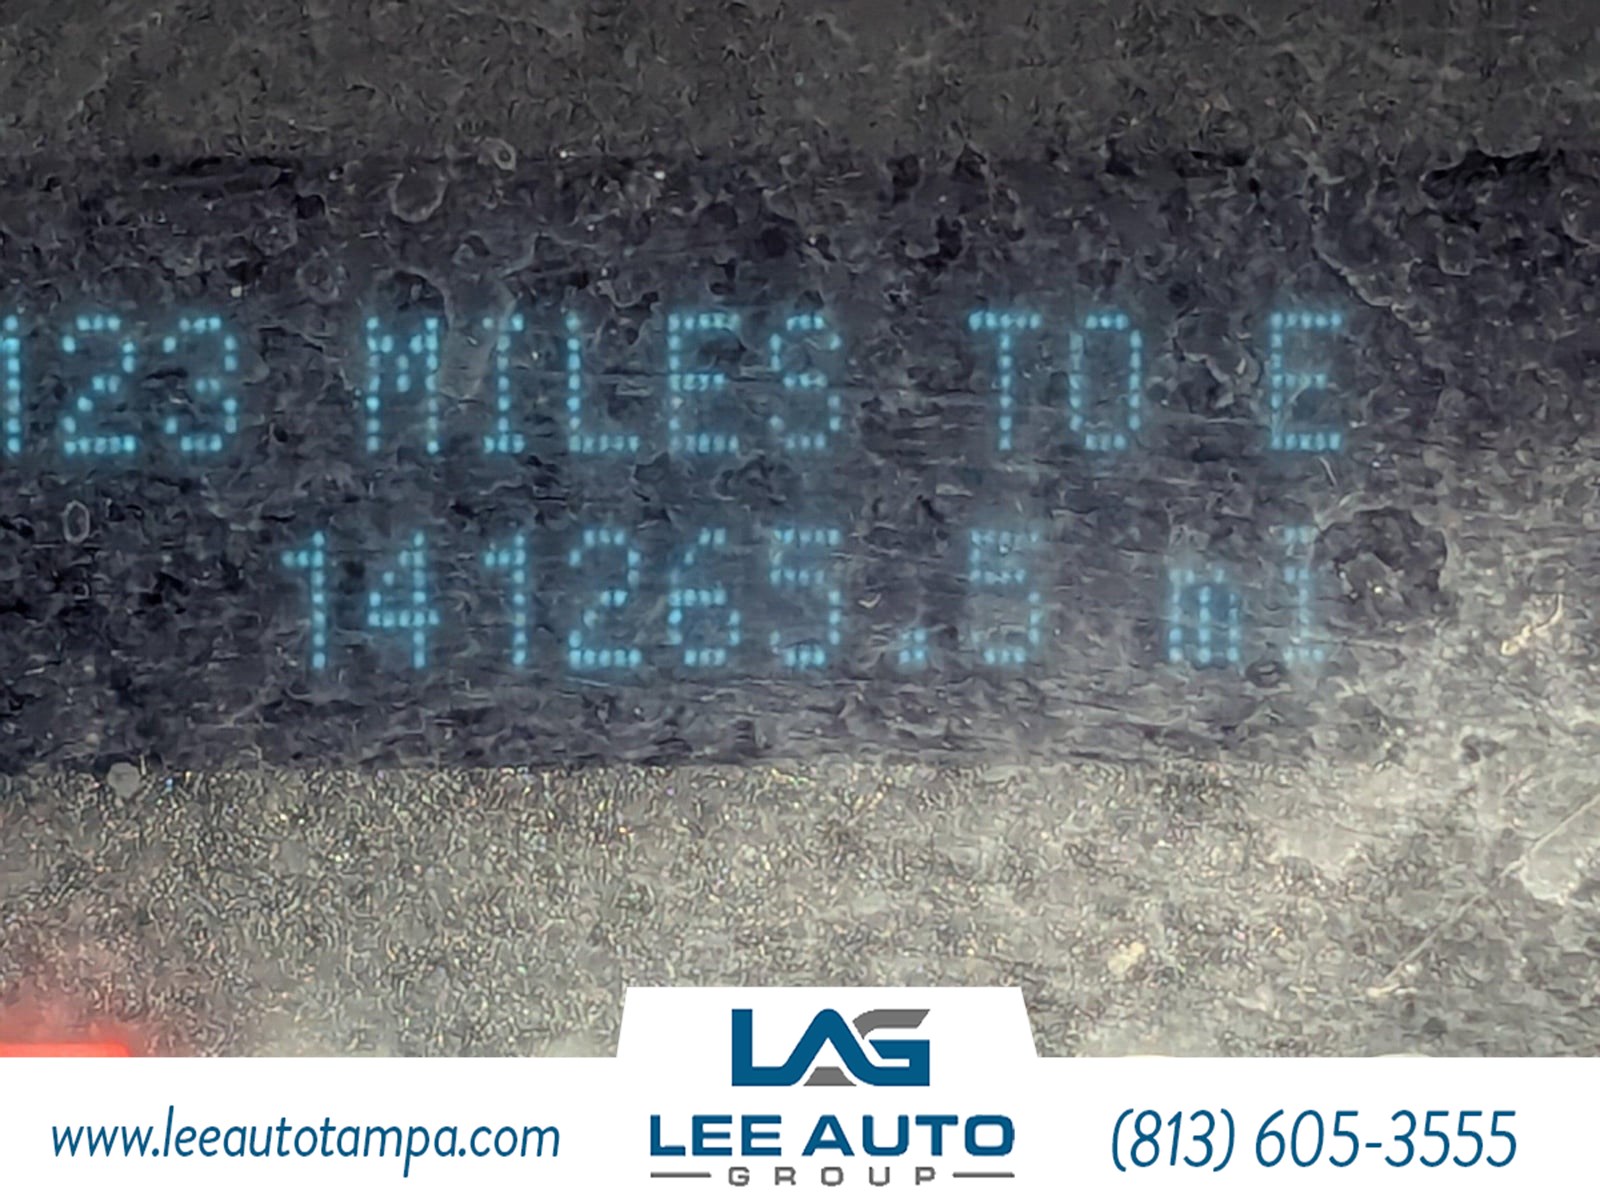 123 MILES TO E
141265.5 mI
LAG
LEE AUTO
GROUP
www.leeautotampa.com
(813) 605-3555